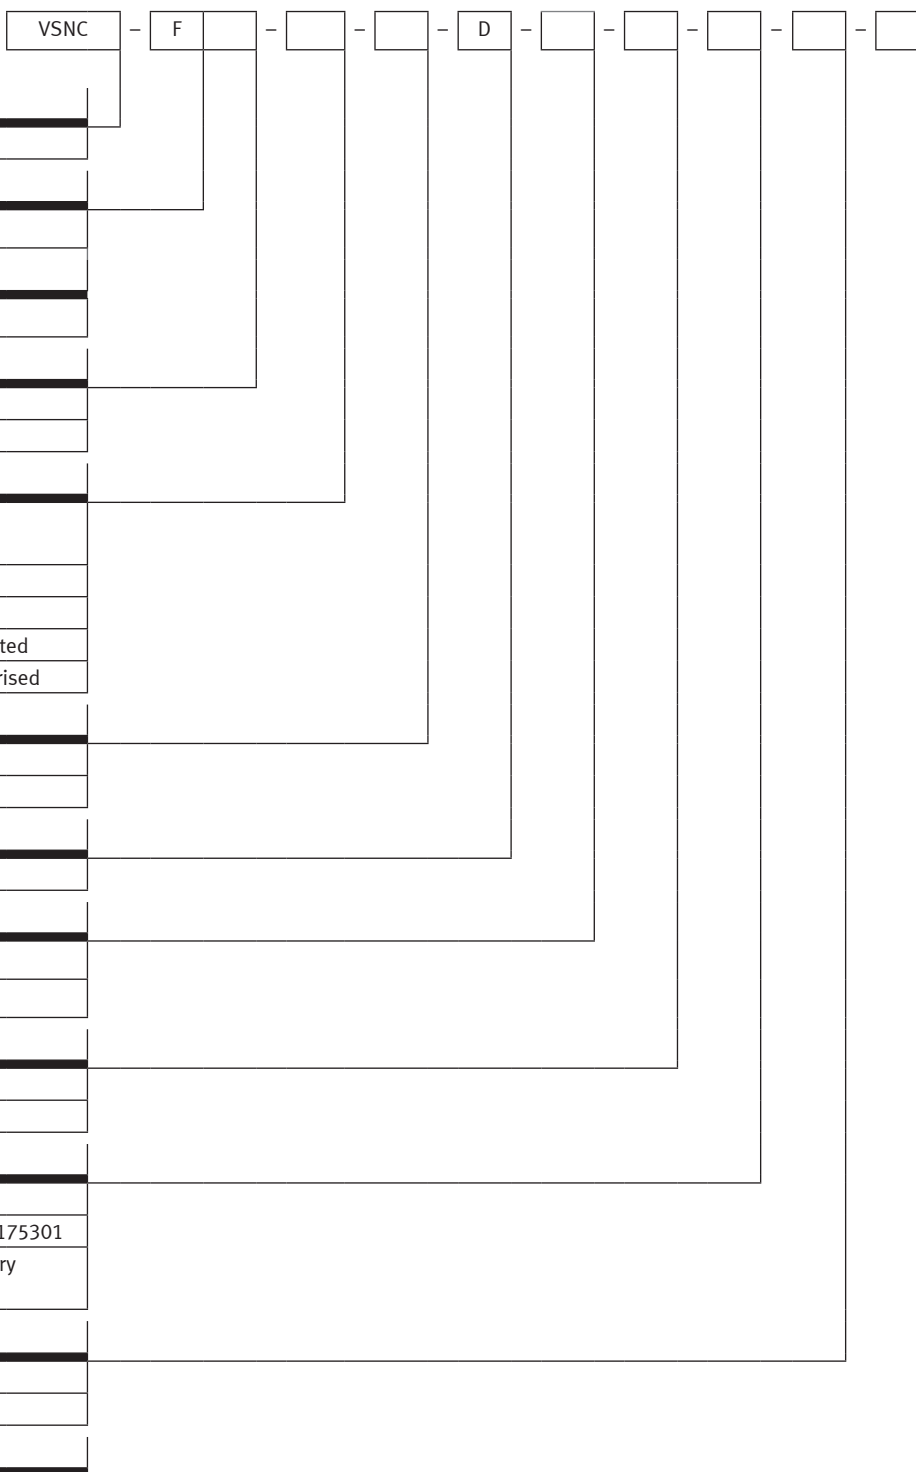 VSNC – F – – – D – – – – –
ted
rised
175301
ry